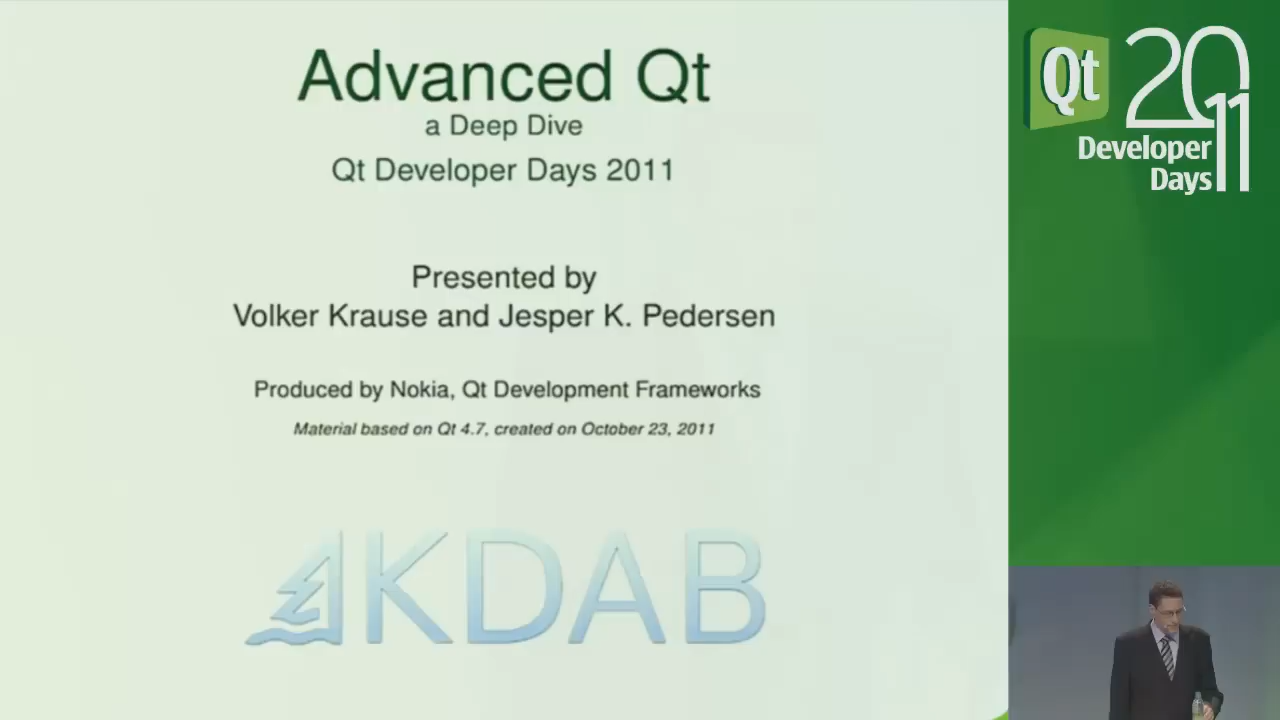 Advanced Qt
a Deep Dive
Qt Developer Days 2011
Presented by
Volker Krause and Jesper K. Pedersen
Produced by Nokia, Qt Development Frameworks
Material based on Qt 4.7, created on October 23, 2011
KDAB
Qt 2011
Developer
Days